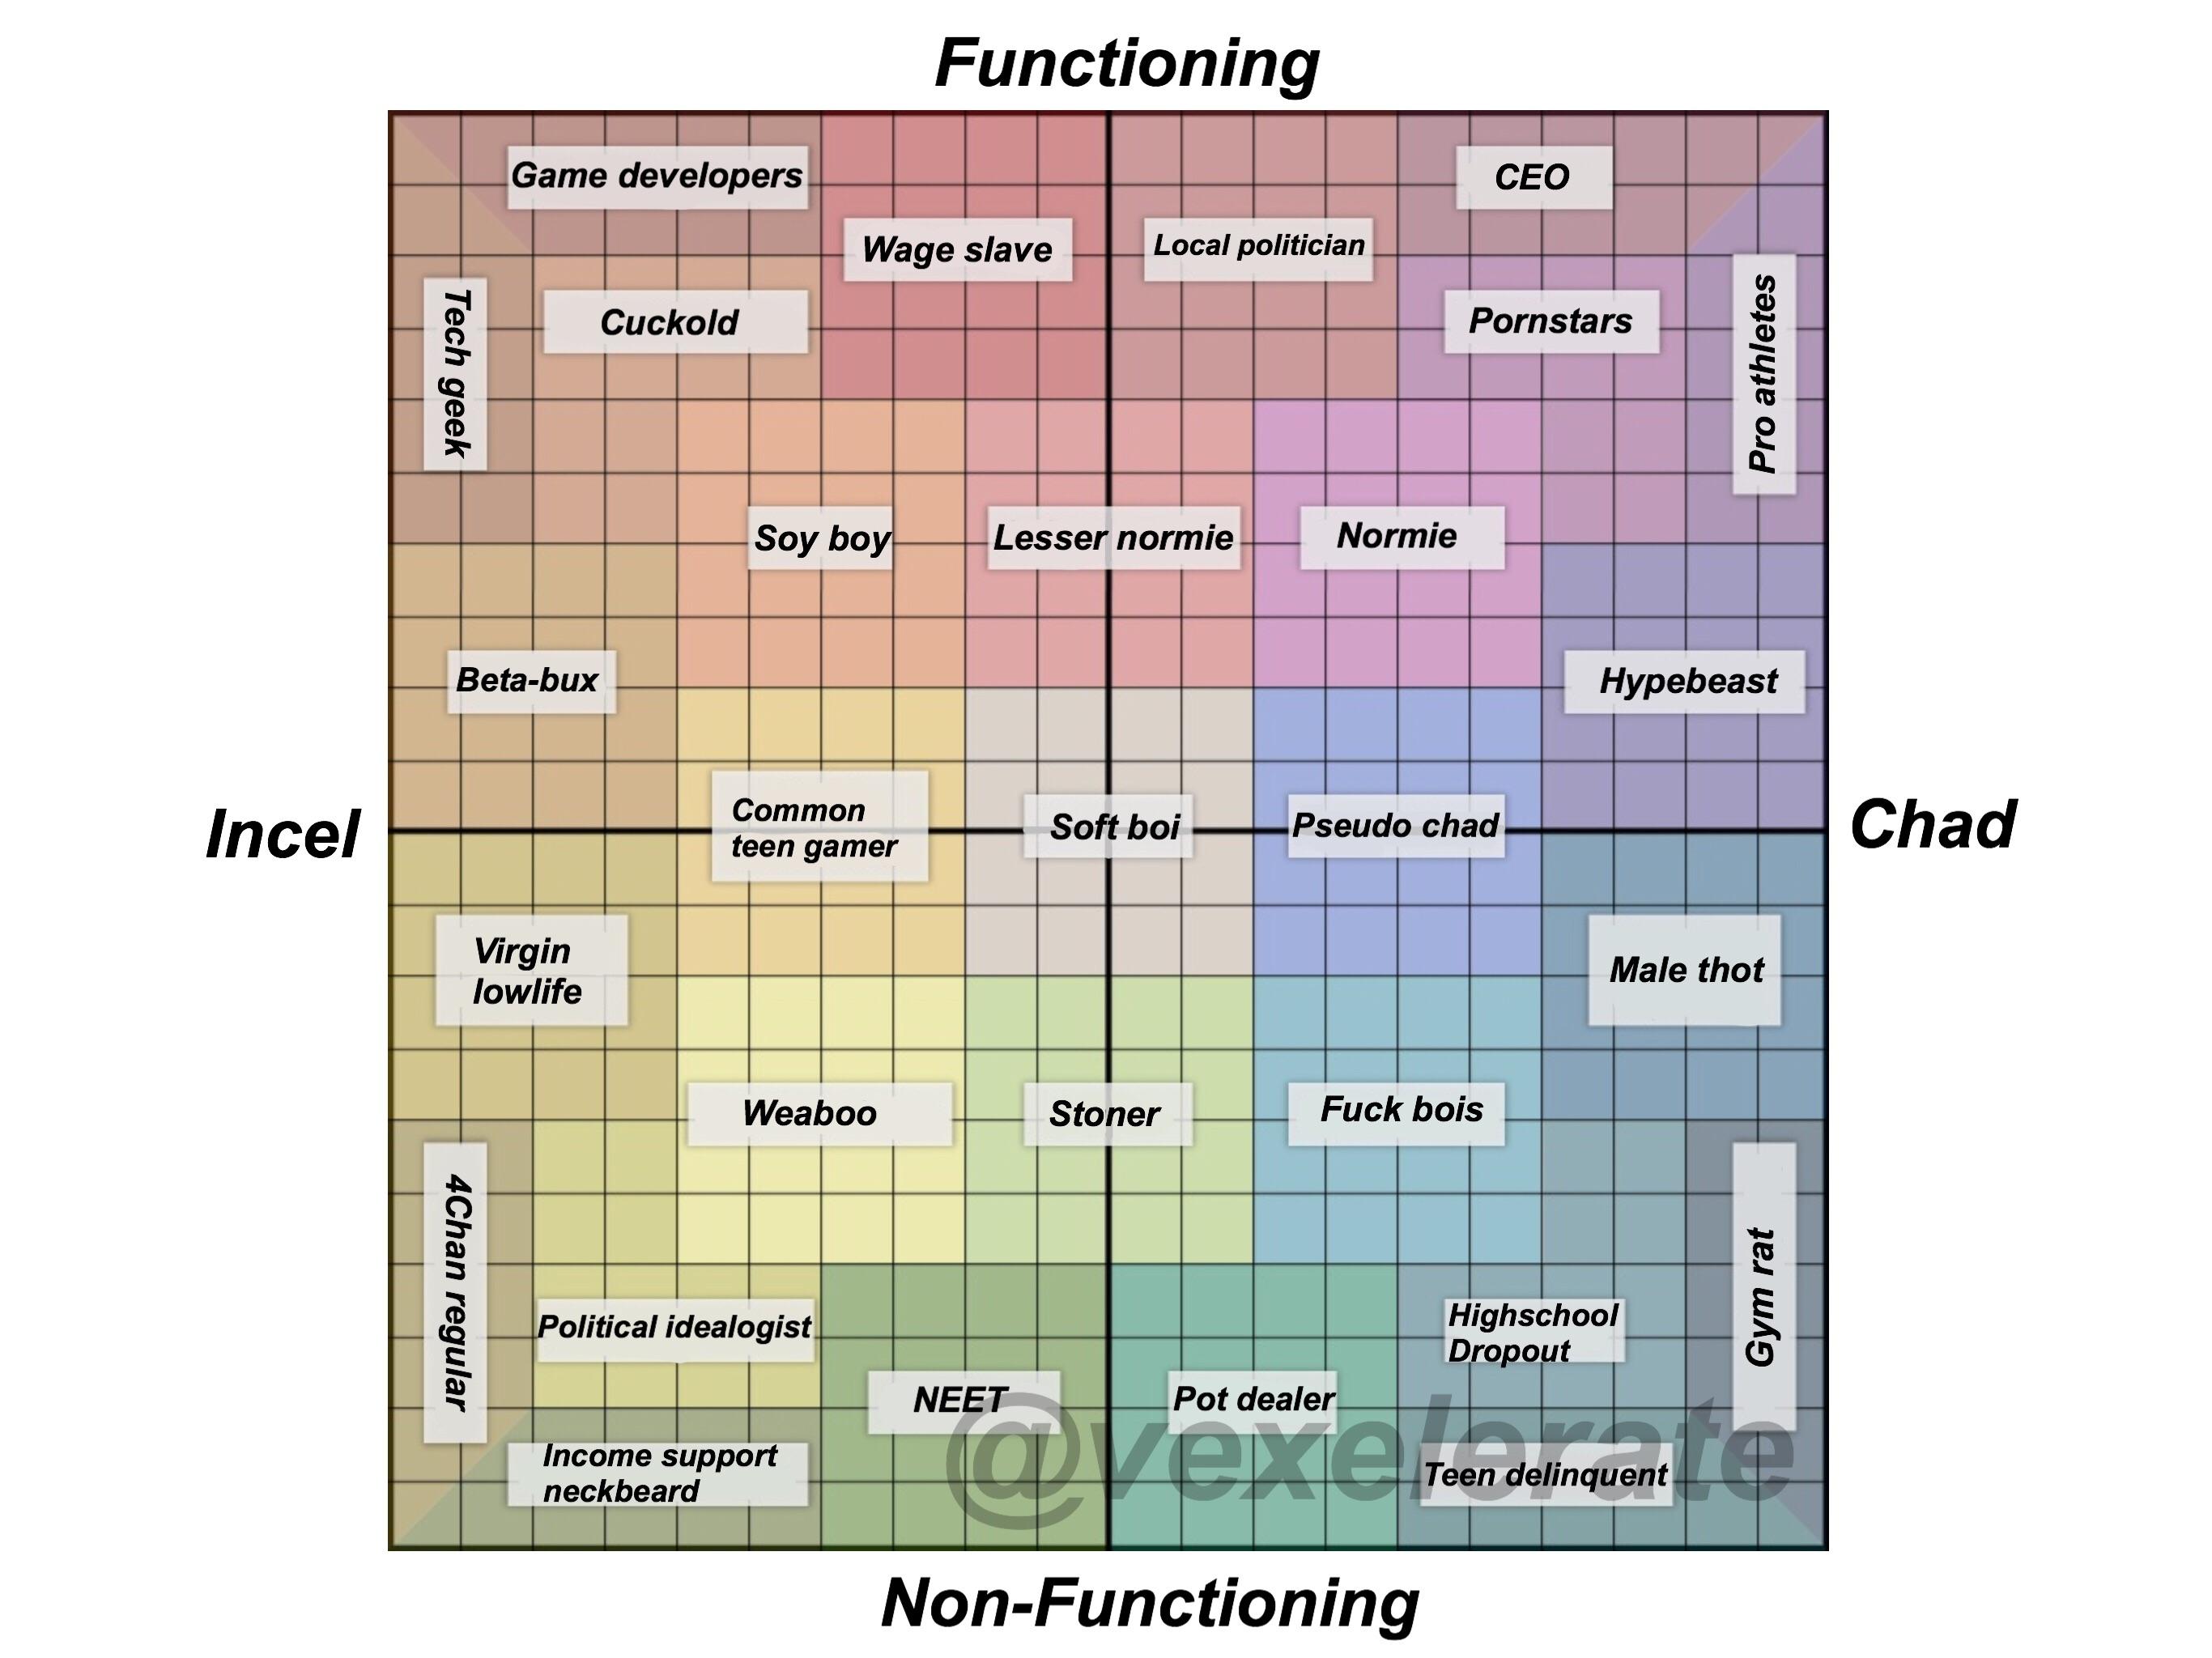 Functioning
Game developers
CEO
Wage slave
Local politician
Tech geek
Cuckold
Pornstars
Pro athletes
Soy boy
Lesser normie
Normie
Beta-bux
Hypebeast
Incel
Common
teen gamer
Soft boi
Pseudo chad
Chad
Virgin
lowlife
Male thot
Weaboo
Stoner
Fuck bois
4Chan regular
Political idealogist
Highschool
Dropout
Gym rat
NEET
Pot dealer
@vexelerate
Income support
neckbeard
Teen delinquent
Non-Functioning